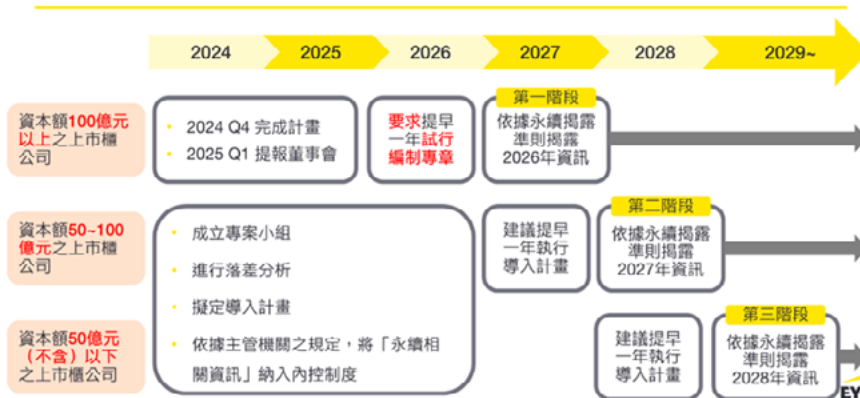 2024
2025
2026
2027
2028
2029~
資本額100億元
以上之上市櫃
公司
• 2024 Q4 完成計畫
• 2025 Q1 提報董事會
要求提早
一年試行
編制專章
第一階段
依據永續揭露
準則揭露
2026年資訊
資本額50~100
億元之上市櫃
公司
• 成立專案小組
• 進行落差分析
• 擬定導入計畫
• 依據主管機關之規定，將「永續相
關資訊」納入內控制度
建議提早
一年執行
導入計畫
第二階段
依據永續揭露
準則揭露
2027年資訊
資本額50億元
（不含）以下
之上市櫃公司
建議提早
一年執行
導入計畫
第三階段
依據永續揭露
準則揭露
2028年資訊
EY